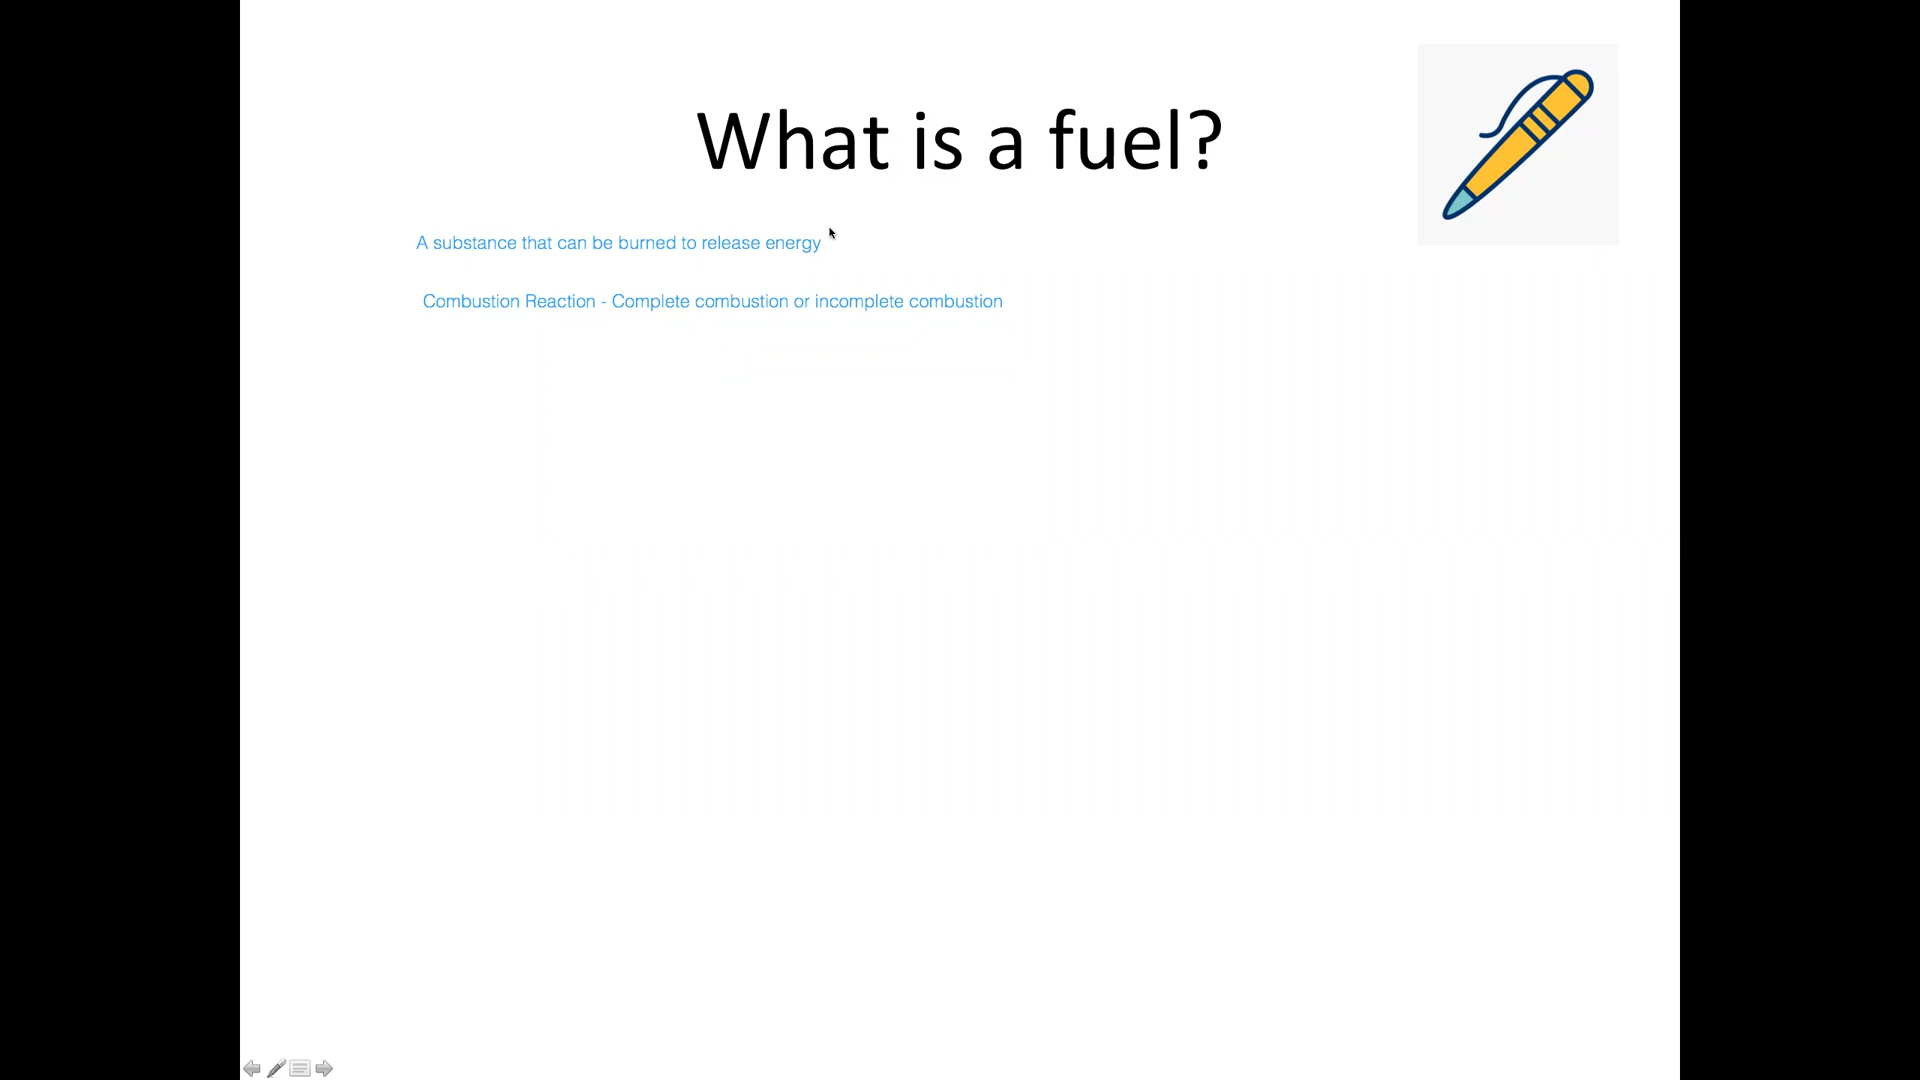 What is a fuel?
A substance that can be burned to release energy
Combustion Reaction - Complete combustion or incomplete combustion